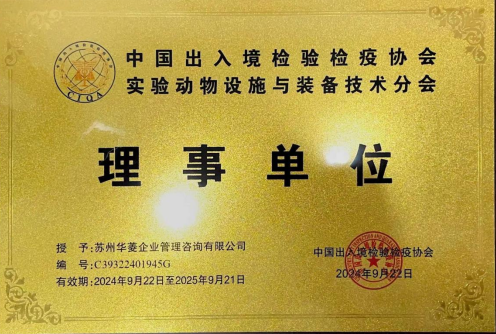 中国出入境检验检疫协会
实验动物设施与装备技术分会
CIQA
理事单位
授 予：苏州华菱企业管理咨询有限公司
编 号：C39322401945G
有效期：2024年9月22日至2025年9月21日
中国出入境检验检疫协会
2024年9月22日